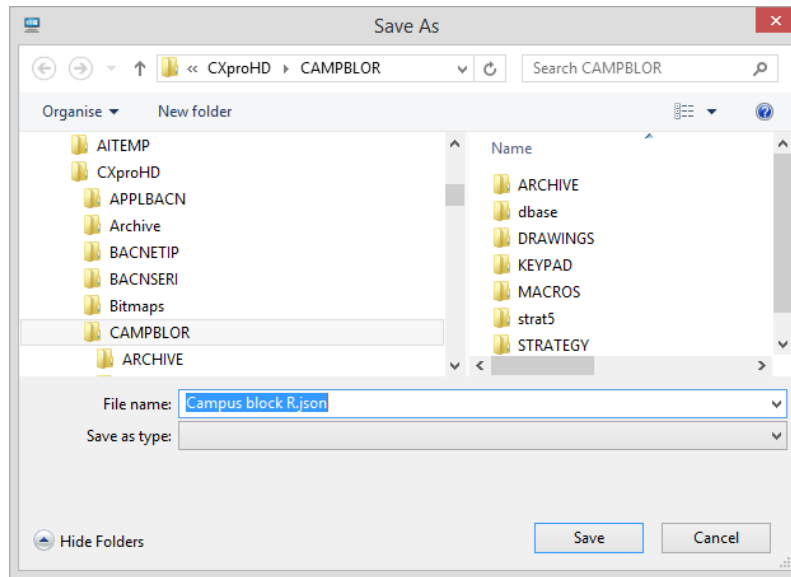 Save As
« CXproHD CAMPBLOR
Search CAMPBLOR
Organise
New folder
AITEMP
CXproHD
APPLBACN
Archive
BACNETIP
BACNSERI
Bitmaps
CAMPBLOR
ARCHIVE
Name
ARCHIVE
dbase
DRAWINGS
KEYPAD
MACROS
strat5
STRATEGY
File name: Campus block R.json
Save as type:
Hide Folders
Save
Cancel